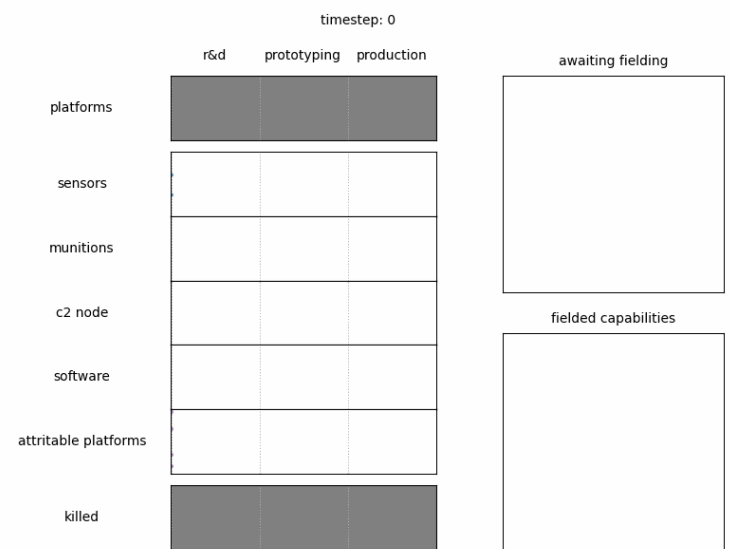 timestep: 0
r&d prototyping production
awaiting fielding
platforms
sensors
munitions
c2 node
fielded capabilities
software
attritable platforms
killed